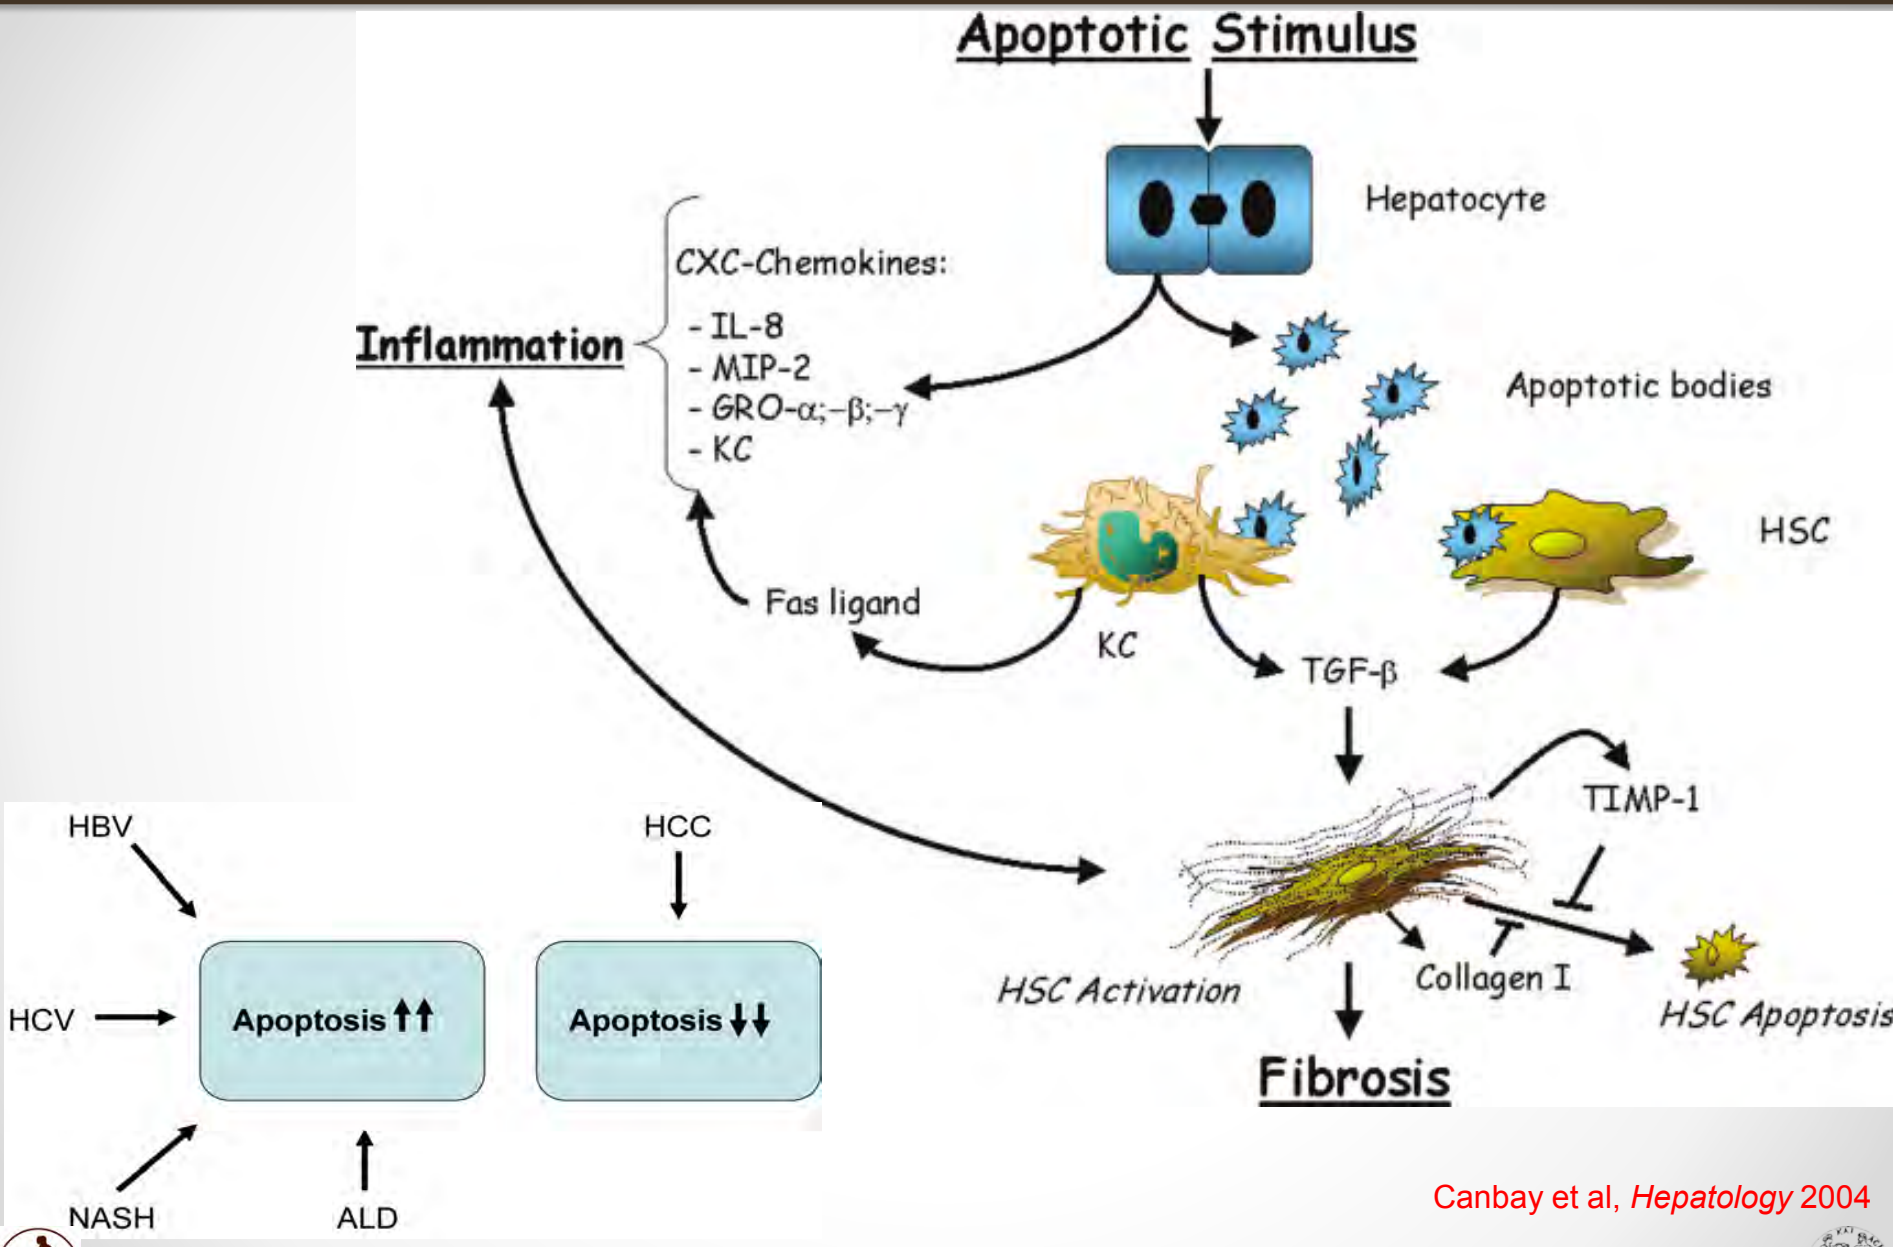 Apoptotic Stimulus
Hepatocyte
CXC-Chemokines:
- IL-8
- MIP-2
- GRO-α;-β;-γ
- KC
Inflammation
Apoptotic bodies
HSC
Fas ligand
KC
TGF-β
TIMP-1
HSC Activation
Collagen I
HSC Apoptosis
Fibrosis
HBV
HCC
HCV
Apoptosis ⬆⬆
Apoptosis ⬇⬇
NASH
ALD
Canbay et al, Hepatology 2004